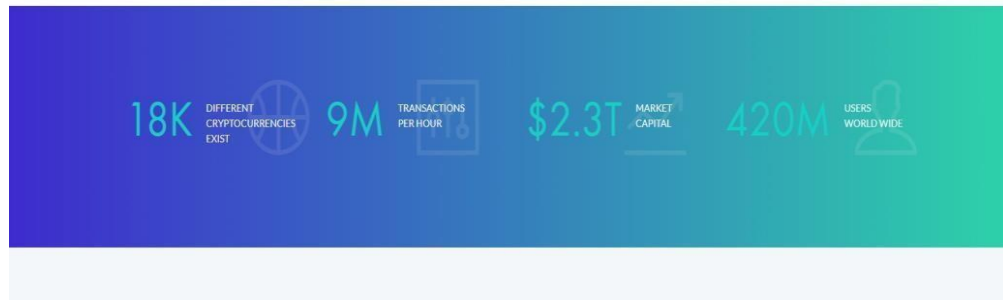 18K
DIFFERENT
CRYPTOCURRENCIES
EXIST
9M
TRANSACTIONS
PER HOUR
$2.3T
MARKET
CAPITAL
420M
USERS
WORLD WIDE